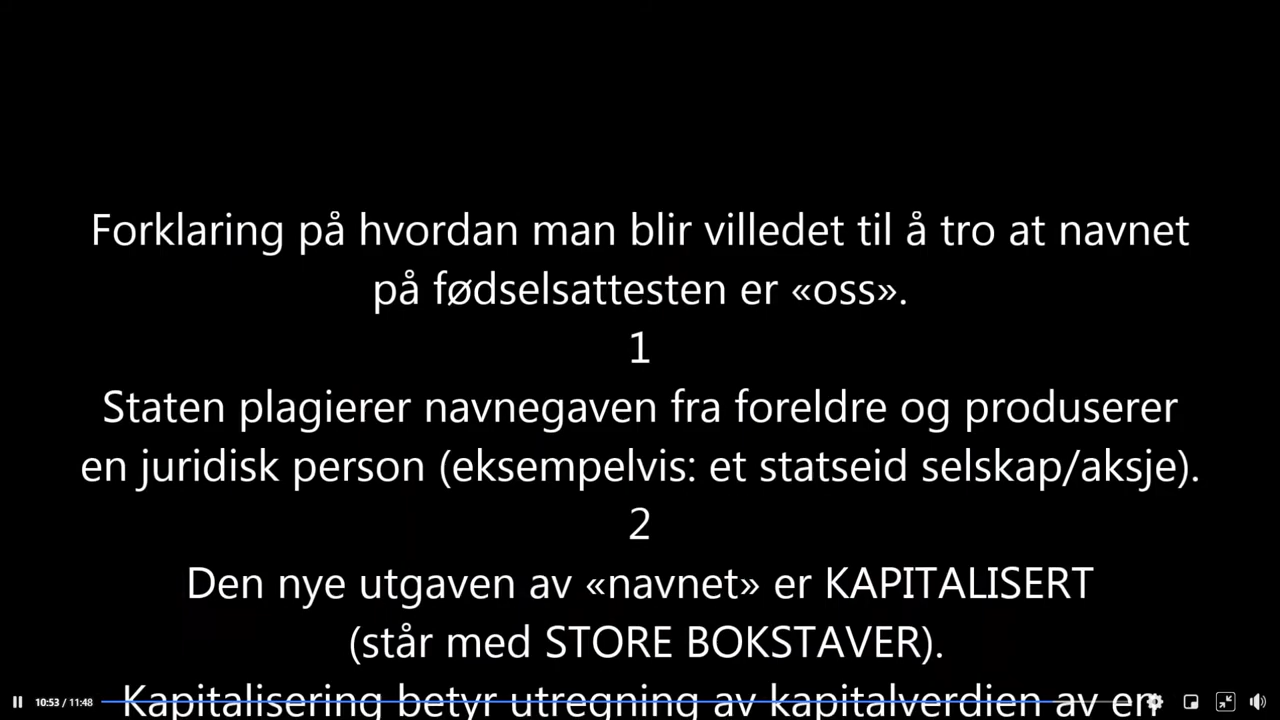 Forklaring på hvordan man blir villedet til å tro at navnet
på fødselsattesten er «oss».
1
Staten plagierer navnegaven fra foreldre og produserer
en juridisk person (eksempelvis: et statseid selskap/aksje).
2
Den nye utgaven av «navnet» er KAPITALISERT
(står med STORE BOKSTAVER).
Kapitalisering betyr utregning av kapitalverdien av en
10:53 / 11:48